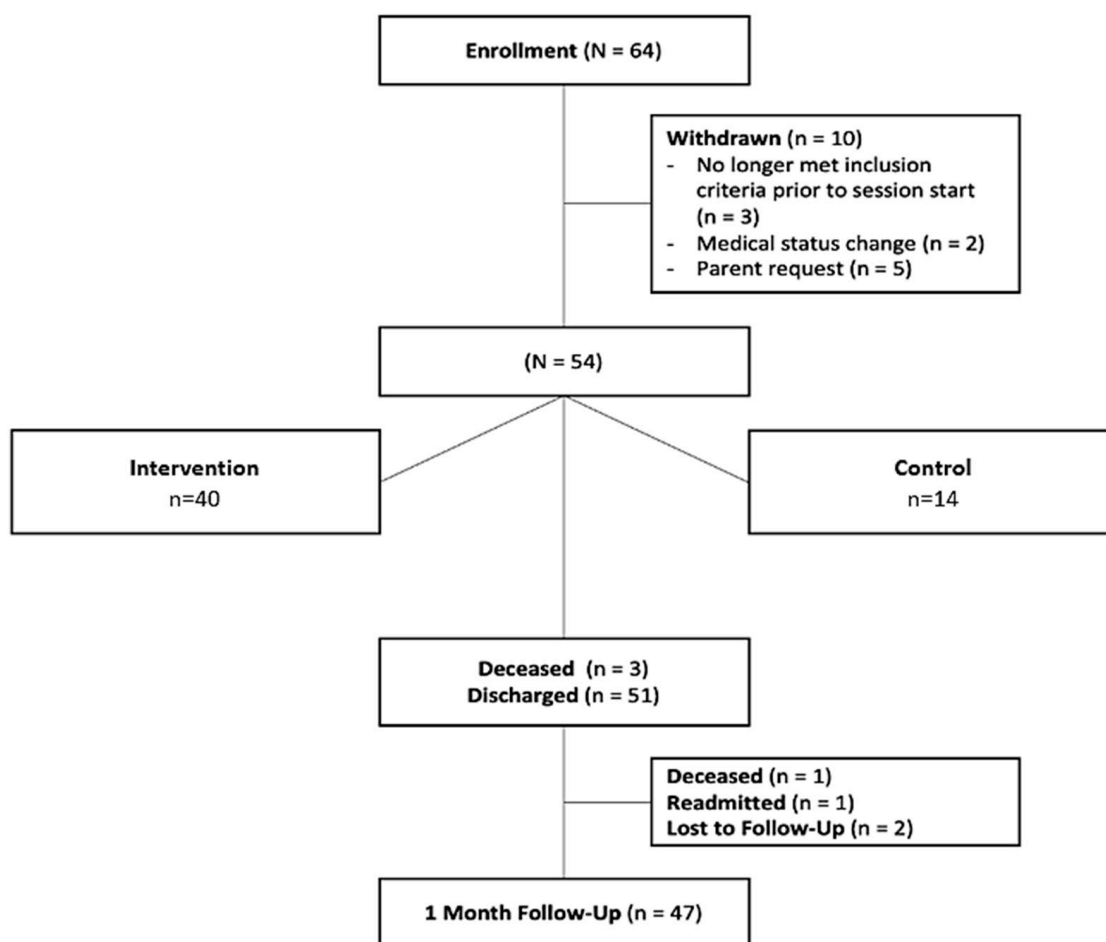 Enrollment (N = 64)
Withdrawn (n = 10)
- No longer met inclusion
criteria prior to session start
(n = 3)
- Medical status change (n = 2)
- Parent request (n = 5)
(N = 54)
Intervention
n=40
Control
n=14
Deceased (n = 3)
Discharged (n = 51)
Deceased (n = 1)
Readmitted (n = 1)
Lost to Follow-Up (n = 2)
1 Month Follow-Up (n = 47)